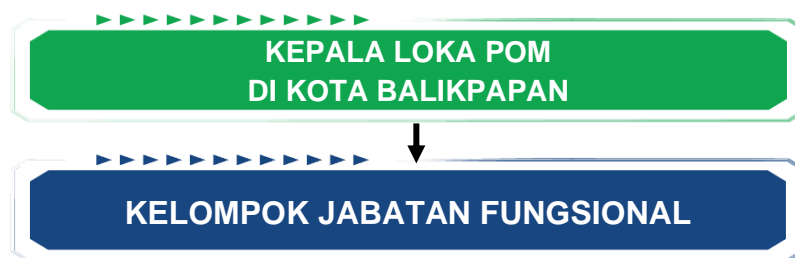 KEPALA LOKA POM
DI KOTA BALIKPAPAN
KELOMPOK JABATAN FUNGSIONAL